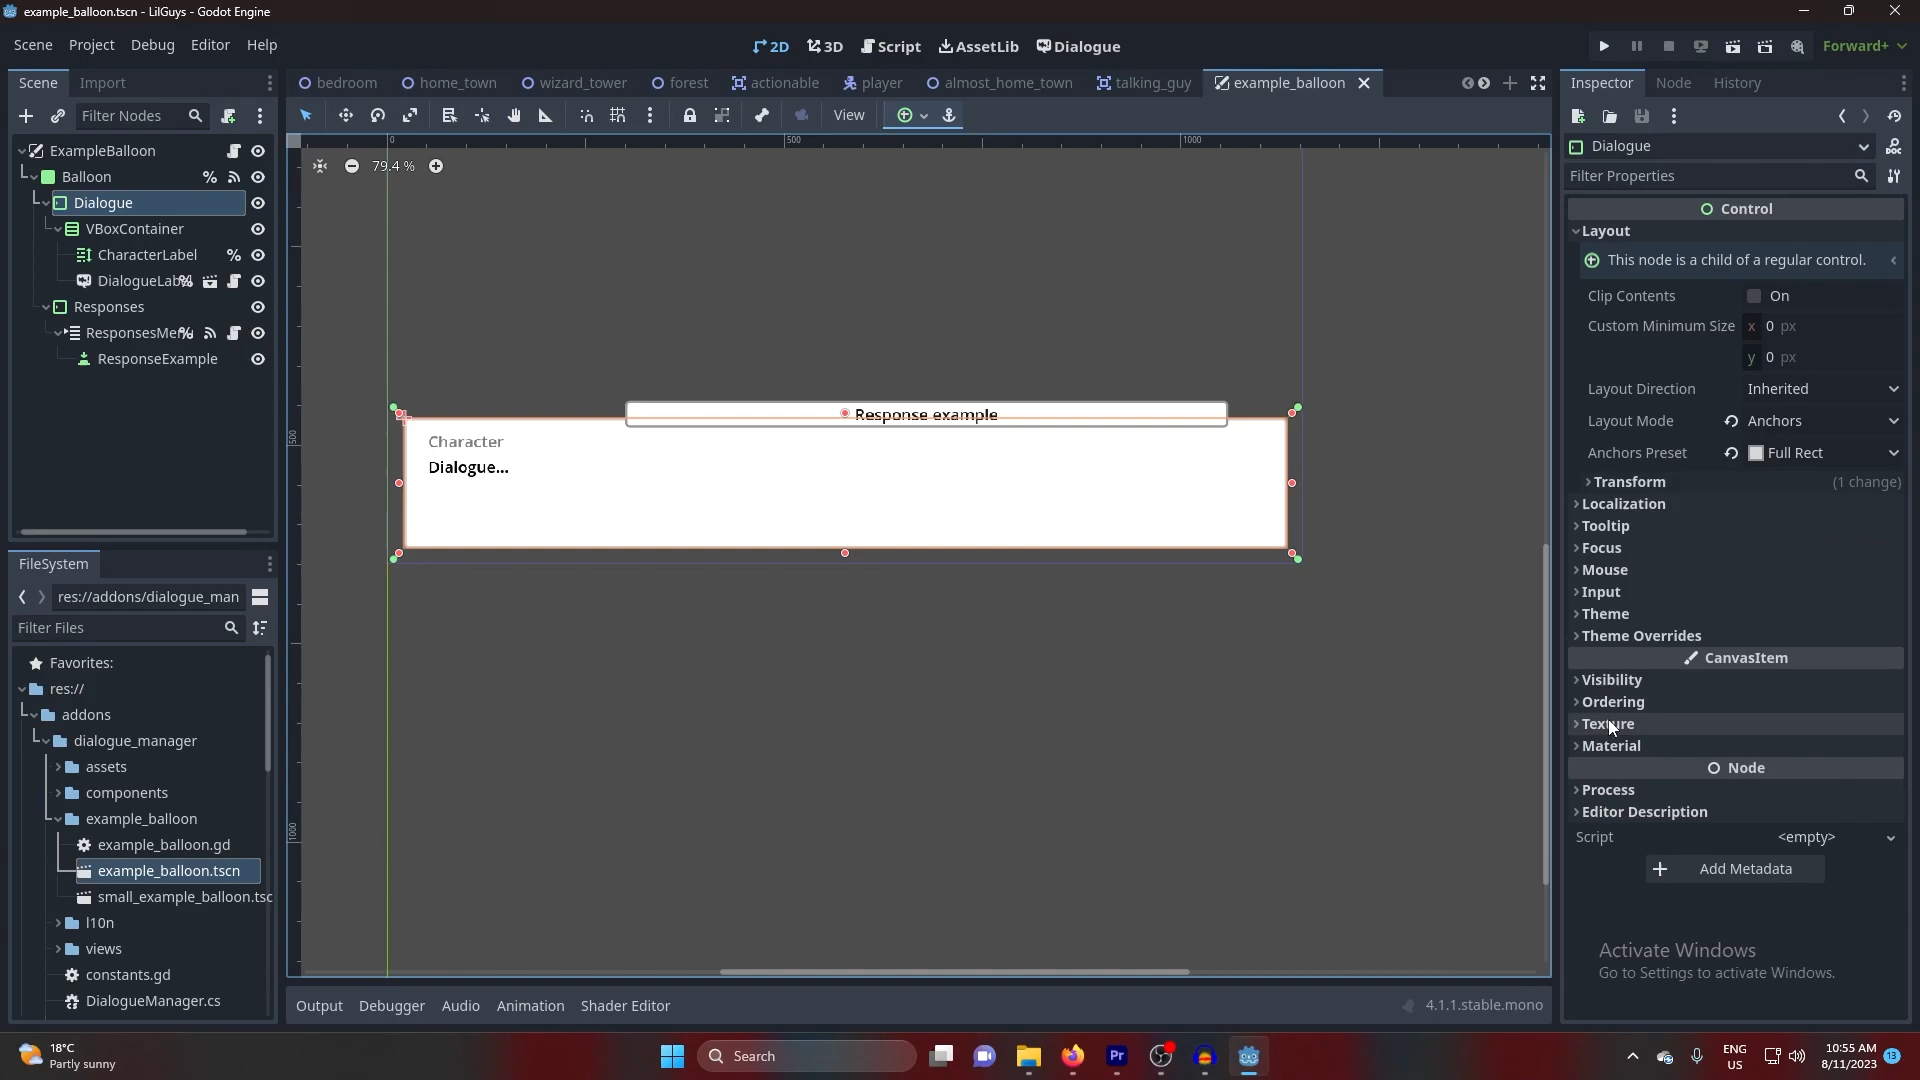 example_balloon.tscn - LilGuys - Godot Engine
Scene Project Debug Editor Help
2D 3D Script AssetLib Dialogue
Forward+
Scene Import
bedroom home_town wizard_tower forest actionable player almost_home_town talking_guy example_balloon
Inspector Node History
Filter Nodes
View
ExampleBalloon
Balloon
Dialogue
VBoxContainer
CharacterLabel
DialogueLab
Responses
ResponsesMe
ResponseExample
0 500 1000
79.4 %
500
1000
Response example
Character
Dialogue...
FileSystem
res://addons/dialogue_man
Filter Files
Favorites:
res://
addons
dialogue_manager
assets
components
example_balloon
example_balloon.gd
example_balloon.tscn
small_example_balloon.tsc
l10n
views
constants.gd
DialogueManager.cs
Output Debugger Audio Animation Shader Editor
4.1.1.stable.mono
Dialogue
Filter Properties
Control
Layout
This node is a child of a regular control.
Clip Contents On
Custom Minimum Size x 0 px
y 0 px
Layout Direction Inherited
Layout Mode Anchors
Anchors Preset Full Rect
Transform (1 change)
Localization
Tooltip
Focus
Mouse
Input
Theme
Theme Overrides
CanvasItem
Visibility
Ordering
Texture
Material
Node
Process
Editor Description
Script <empty>
Add Metadata
Activate Windows
Go to Settings to activate Windows.
18°C
Partly sunny
Search
Pr
ENG
US
10:55 AM
8/11/2023
13